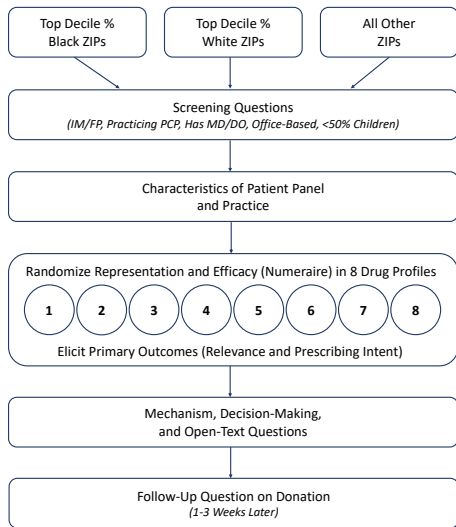 Top Decile %
Black ZIPs
Top Decile %
White ZIPs
All Other
ZIPs
Screening Questions
(IM/FP, Practicing PCP, Has MD/DO, Office-Based, <50% Children)
Characteristics of Patient Panel
and Practice
Randomize Representation and Efficacy (Numeraire) in 8 Drug Profiles
1 2 3 4 5 6 7 8
Elicit Primary Outcomes (Relevance and Prescribing Intent)
Mechanism, Decision-Making,
and Open-Text Questions
Follow-Up Question on Donation
(1-3 Weeks Later)